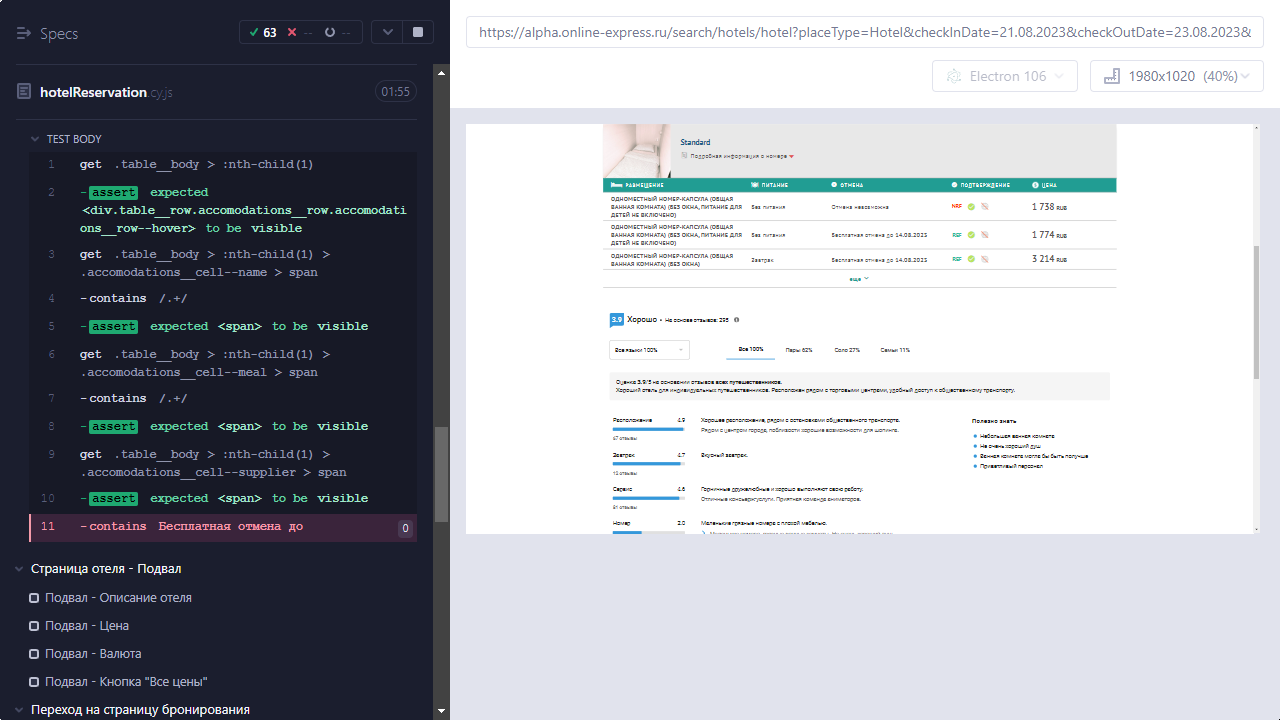 Specs
63
--
--
https://alpha.online-express.ru/search/hotels/hotel?placeType=Hotel&checkInDate=21.08.2023&checkOutDate=23.08.2023&
Electron 106
1980x1020 (40%)
hotelReservation.cy.js
01:55
TEST BODY
1 get .table__body > :nth-child(1)
2 -assert expected
<div.table__row.accomodations__row.accomodati
ons__row--hover> to be visible
3 get .table__body > :nth-child(1) >
.accomodations__cell--name > span
4 -contains /.+/
5 -assert expected <span> to be visible
6 get .table__body > :nth-child(1) >
.accomodations__cell--meal > span
7 -contains /.+/
8 -assert expected <span> to be visible
9 get .table__body > :nth-child(1) >
.accomodations__cell--supplier > span
10 -assert expected <span> to be visible
11 -contains Бесплатная отмена до 0
Страница отеля - Подвал
Подвал - Описание отеля
Подвал - Цена
Подвал - Валюта
Подвал - Кнопка "Все цены"
Переход на страницу бронирования
Standard
Подробная информация о номере
РАЗМЕЩЕНИЕ ПИТАНИЕ ОТМЕНА ПОДТВЕРЖДЕНИЕ ЦЕНА
ОДНОМЕСТНЫЙ НОМЕР-КАПСУЛА (ОБЩАЯ
ВАННАЯ КОМНАТА) (БЕЗ ОКНА, ПИТАНИЕ ДЛЯ
ДЕТЕЙ НЕ ВКЛЮЧЕНО)
Без питания Отмена невозможна NRF 1 738 RUB
ОДНОМЕСТНЫЙ НОМЕР-КАПСУЛА (ОБЩАЯ
ВАННАЯ КОМНАТА) (БЕЗ ОКНА, ПИТАНИЕ ДЛЯ
ДЕТЕЙ НЕ ВКЛЮЧЕНО)
Без питания Бесплатная отмена до 14.08.2023 REF 1 774 RUB
ОДНОМЕСТНЫЙ НОМЕР-КАПСУЛА (ОБЩАЯ
ВАННАЯ КОМНАТА) (БЕЗ ОКНА)
Завтрак Бесплатная отмена до 14.08.2023 REF 3 214 RUB
еще
3.9 Хорошо • На основе отзывов: 295
Все языки 100%
Все 100% Пары 62% Соло 27% Семьи 11%
Оценка 3.9/5 на основании отзывов всех путешественников.
Хороший отель для индивидуальных путешественников. Расположен рядом с торговыми центрами, удобный доступ к общественному транспорту.
Расположение 4.9
67 отзывы
Хорошее расположение, рядом с остановками общественного транспорта.
Рядом с центром города, поблизости хорошие возможности для шопинга.
Завтрак 4.7
Вкусный завтрак.
Сервис 4.6
Горничные дружелюбные и хорошо выполняют свою работу.
Отличные консьерж-услуги. Приятная команда аниматоров.
Номер 2.0
Маленькие грязные номера с плохой мебелью.
Полезно знать
Небольшая ванная комната
Не очень хороший душ
Ванная комната могла бы быть получше
Приветливый персонал